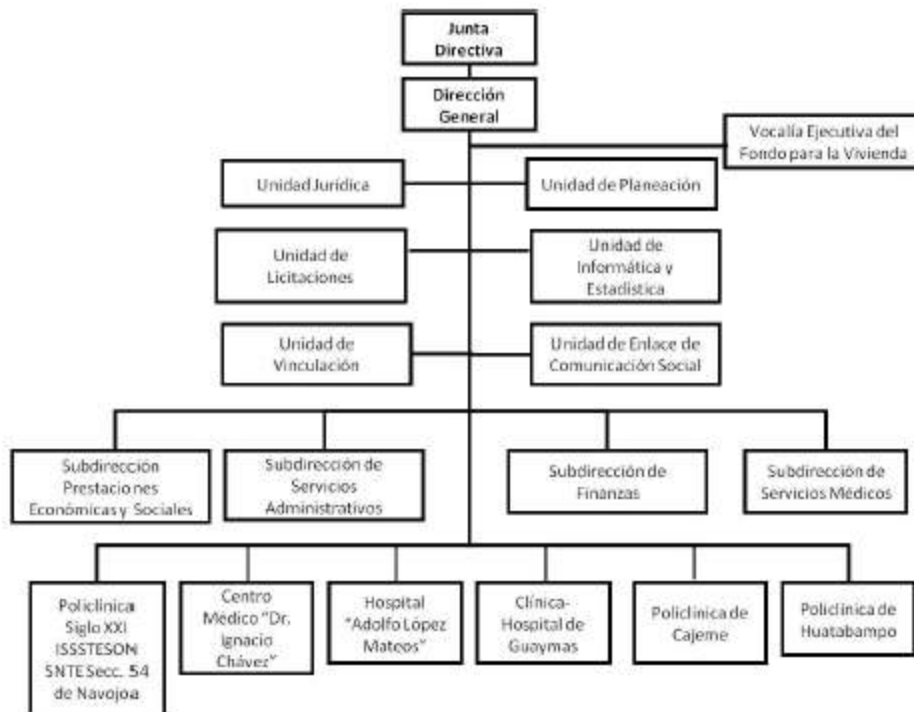 Junta
Directiva
Dirección
General
Vocalía Ejecutiva del
Fondo para la Vivienda
Unidad Jurídica
Unidad de Planeación
Unidad de
Licitaciones
Unidad de
Informática y
Estadística
Unidad de
Vinculación
Unidad de Enlace de
Comunicación Social
Subdirección
Prestaciones
Económicas y Sociales
Subdirección de
Servicios
Administrativos
Subdirección de
Finanzas
Subdirección de
Servicios Médicos
Policlínica
Siglo XXI
ISSSTESON
SNTE Secc. 54
de Navojoa
Centro
Médico "Dr.
Ignacio
Chávez"
Hospital
"Adolfo López
Mateos"
Clínica-
Hospital de
Guaymas
Policlínica de
Cajeme
Policlínica de
Huatabampo